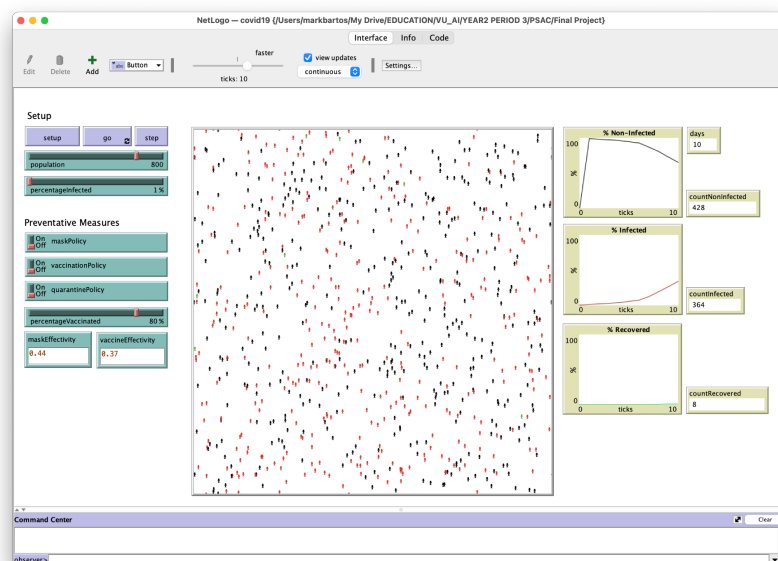 NetLogo — covid19 {/Users/markbartos/My Drive/EDUCATION/VU_AI/YEAR2 PERIOD 3/PSAC/Final Project}
Interface Info Code
Edit Delete Add
abc Button
faster
ticks: 10
view updates
continuous
Settings...
Setup
setup go step
population 800
percentageInfected 1 %
Preventative Measures
On
Off
maskPolicy
On
Off
vaccinationPolicy
On
Off
quarantinePolicy
percentageVaccinated 80 %
maskEffectivity
0.44
vaccineEffectivity
0.37
% Non-Infected
100
%
0
0 ticks 10
days
10
countNonInfected
428
% Infected
100
%
0
0 ticks 10
countInfected
364
% Recovered
100
%
0
0 ticks 10
countRecovered
8
Command Center
Clear
observer>